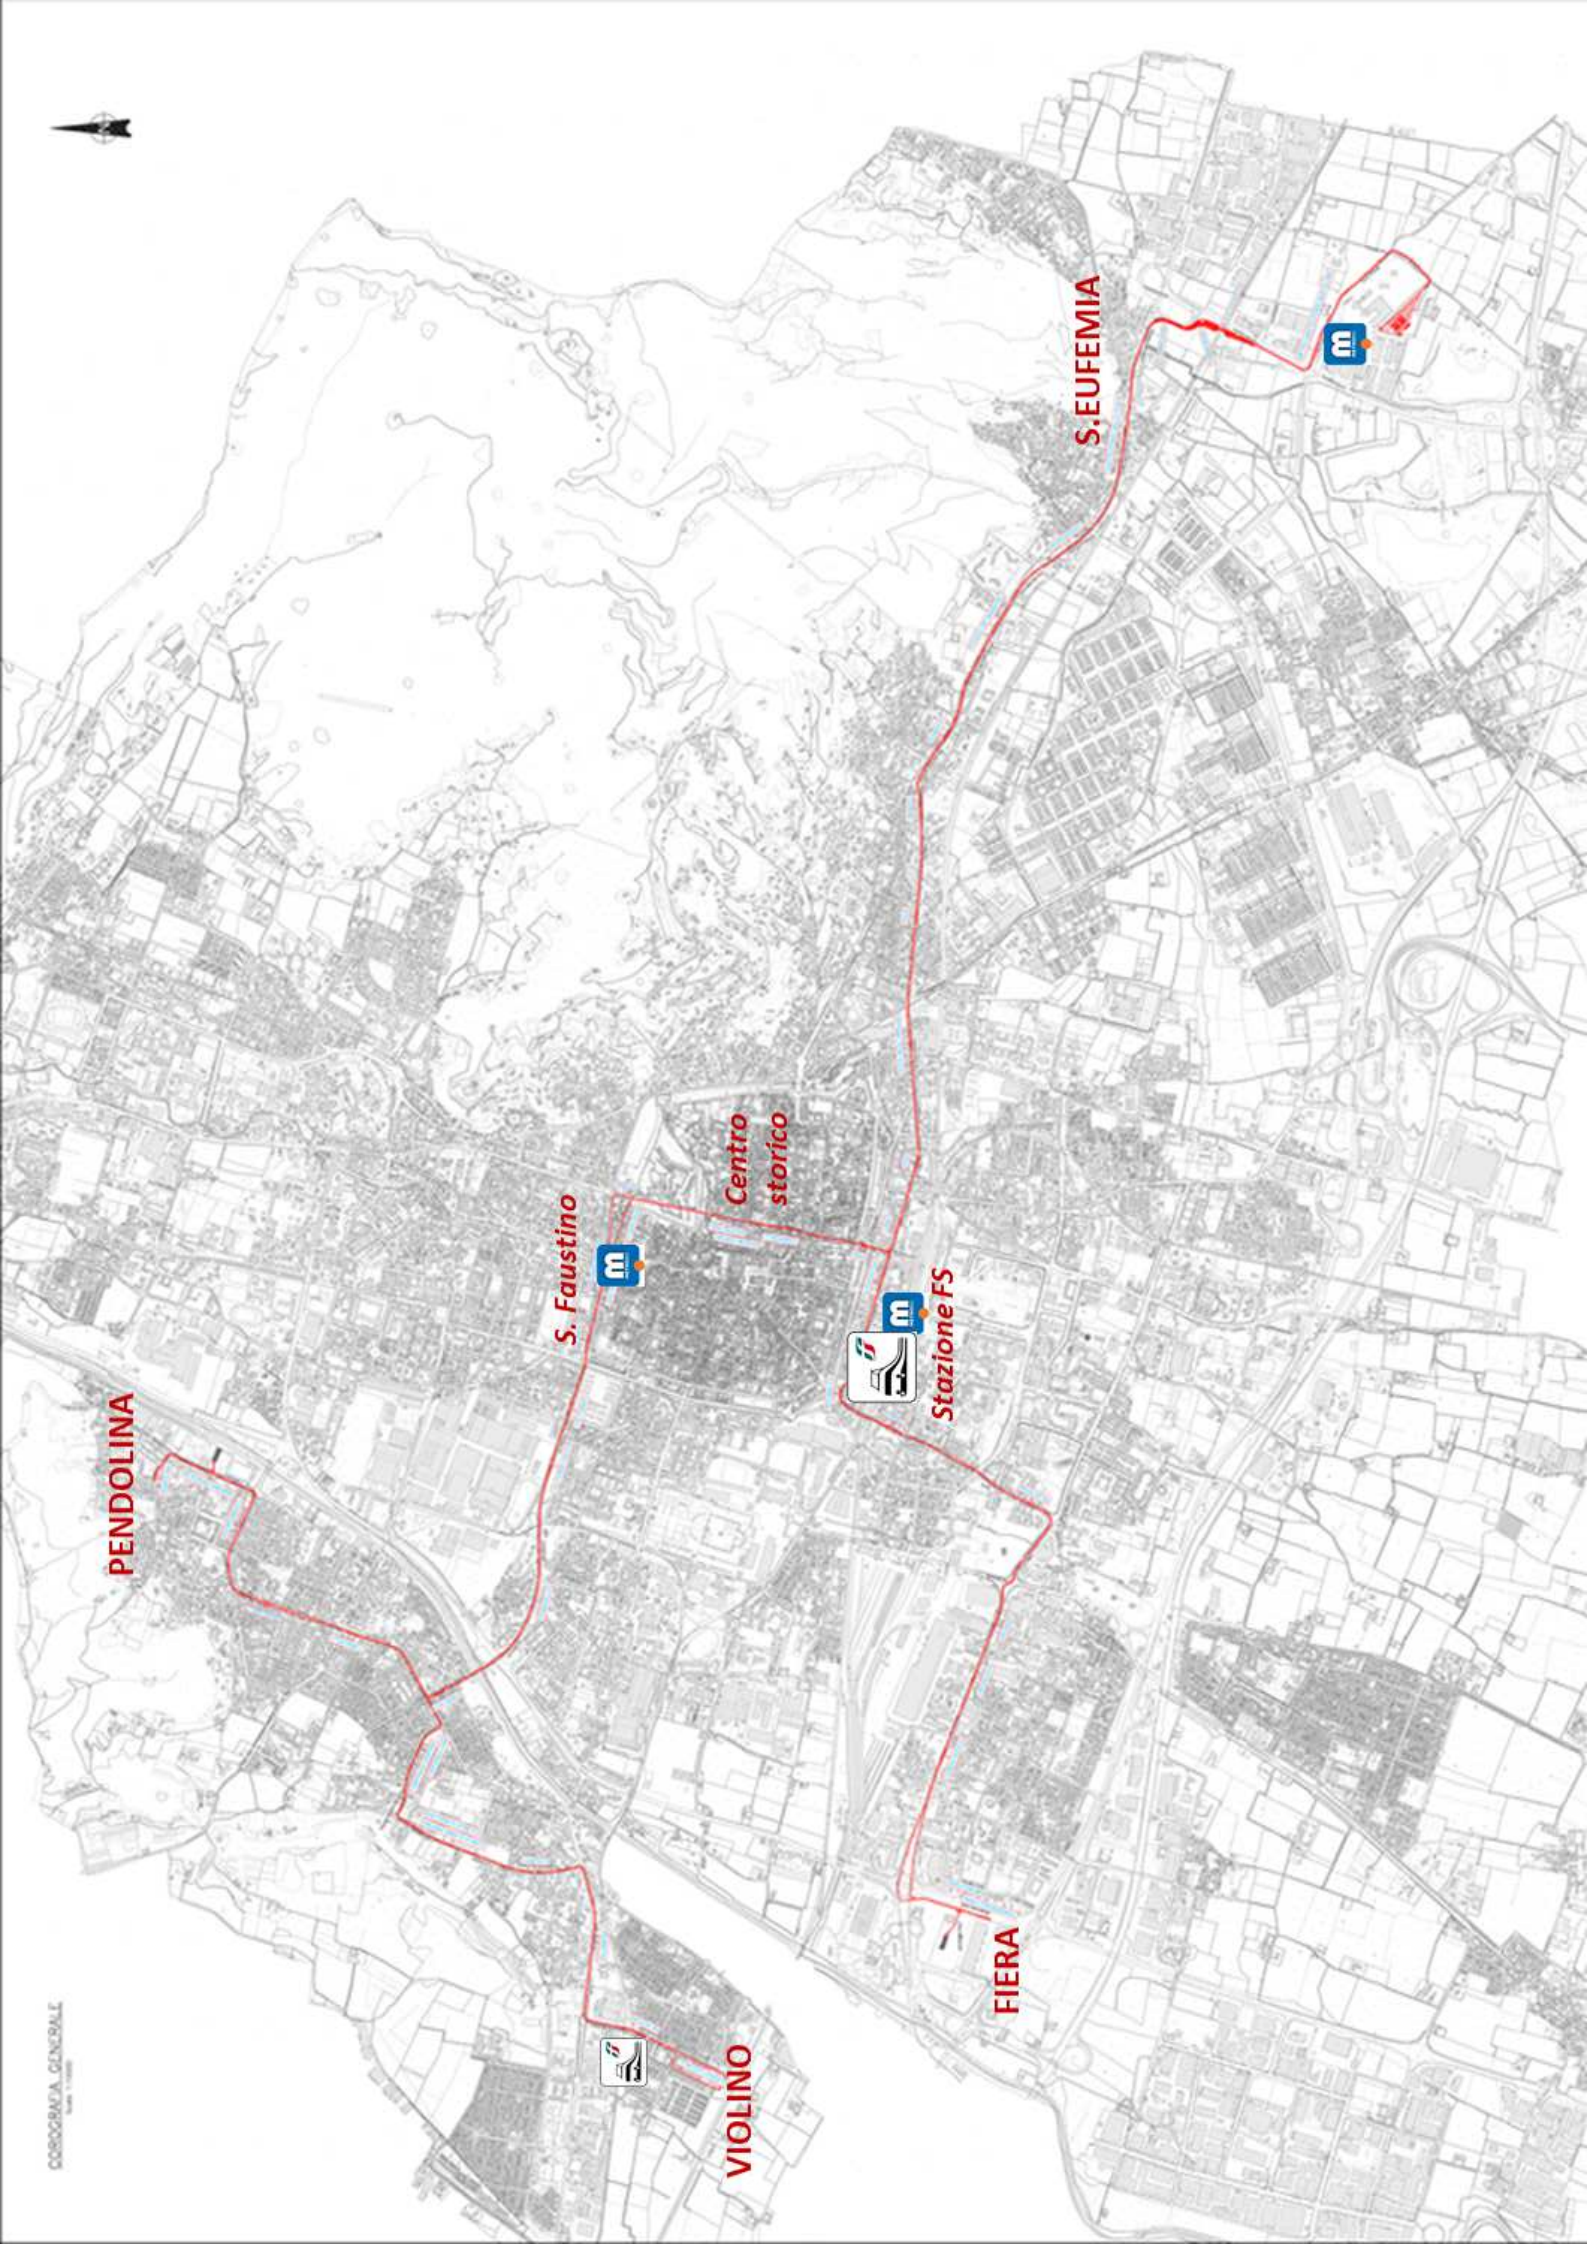 COROGRAFIA GENERALE
PENDOLINA
S. Faustino
m
Centro
storico
S.EUFEMIA
m
m
Stazione FS
VIOLINO
FIERA